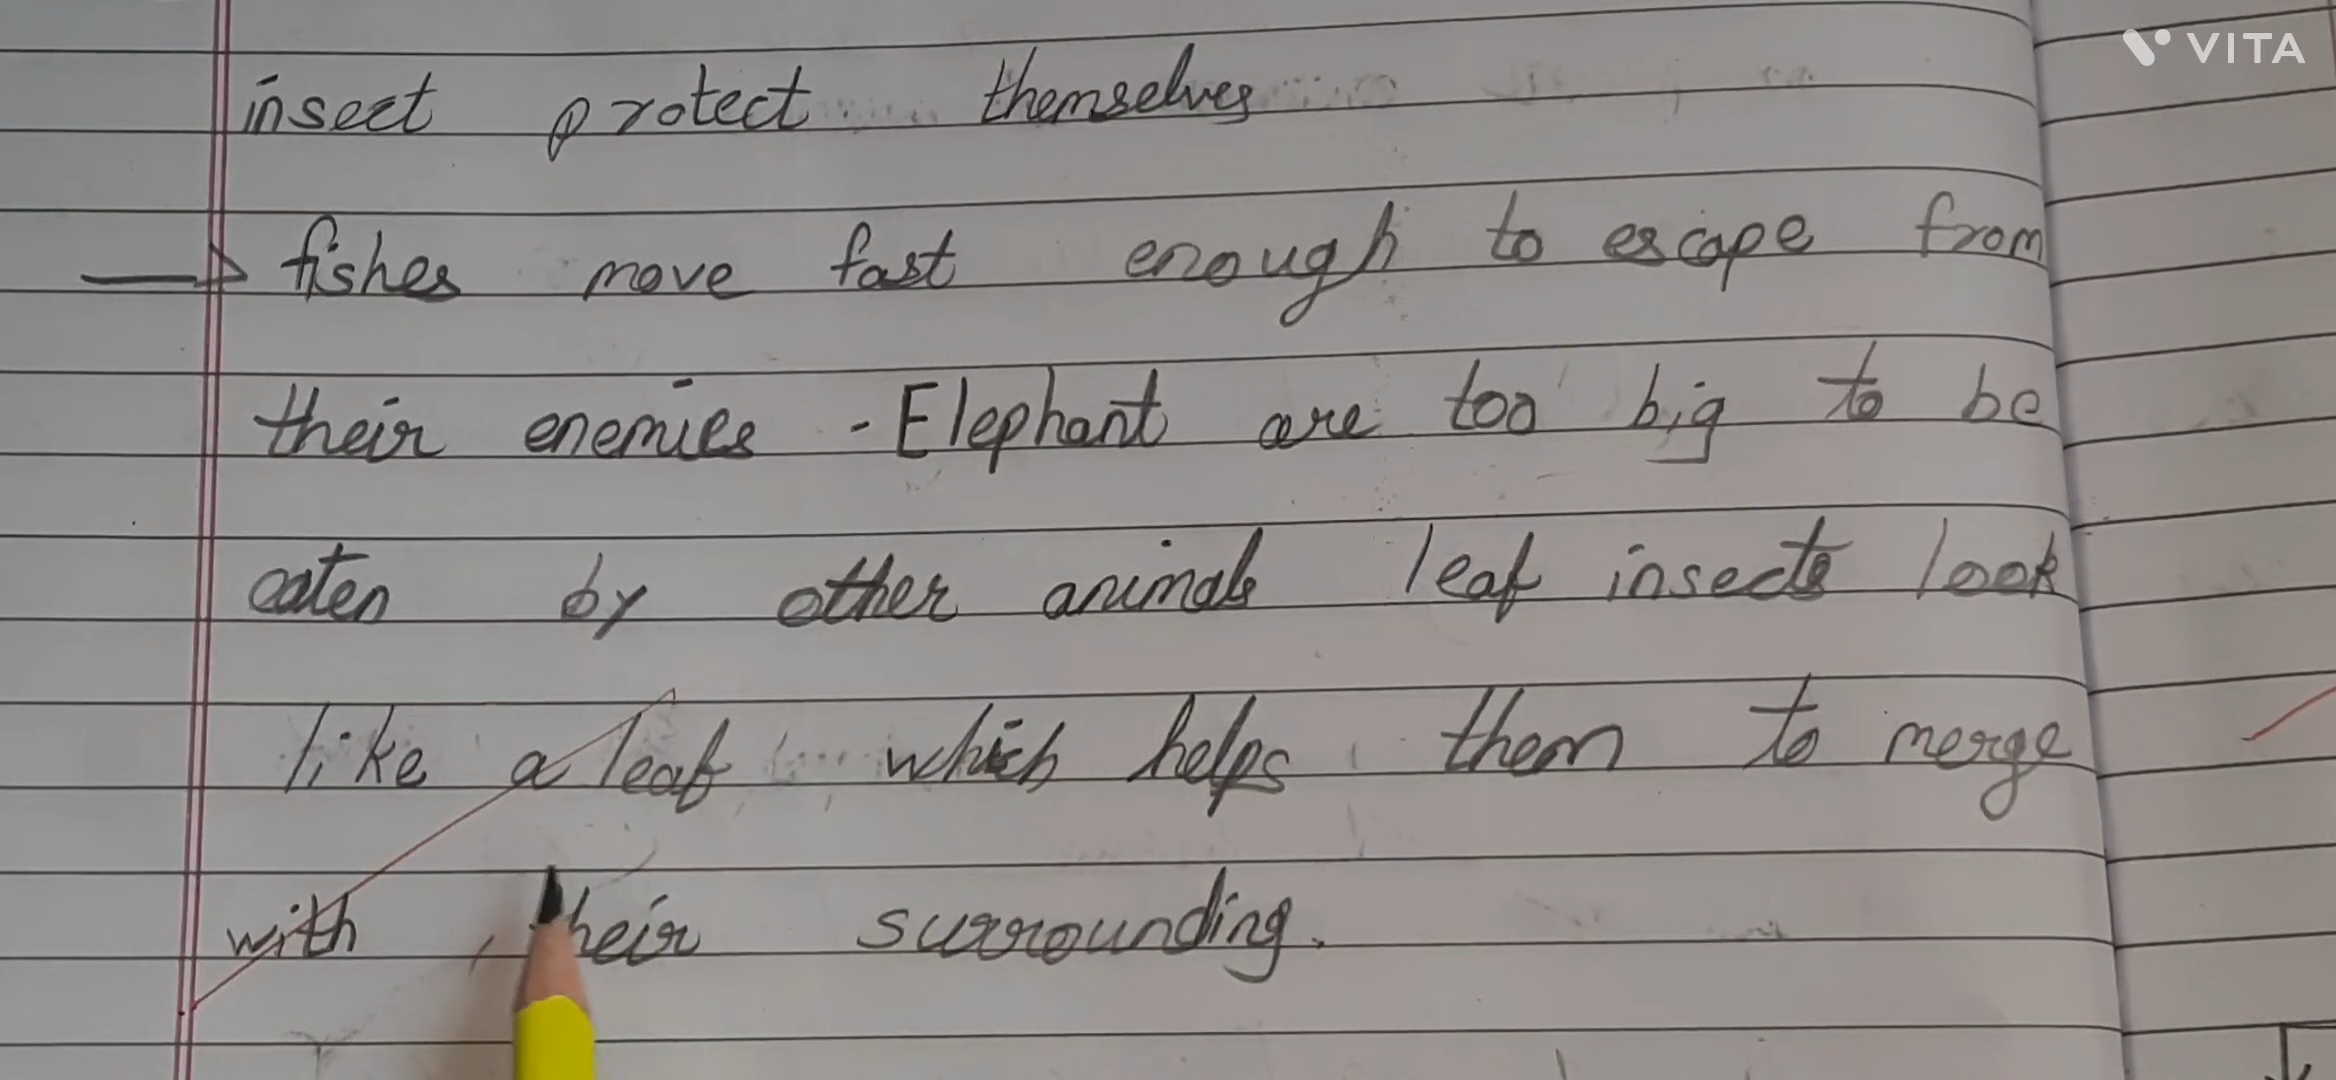 VITA
insect protect themselves
→ fishes move fast enough to escape from
their enemies - Elephant are too big to be
eaten by other animals leaf insects look
like a leaf which helps them to merge
with their surrounding.